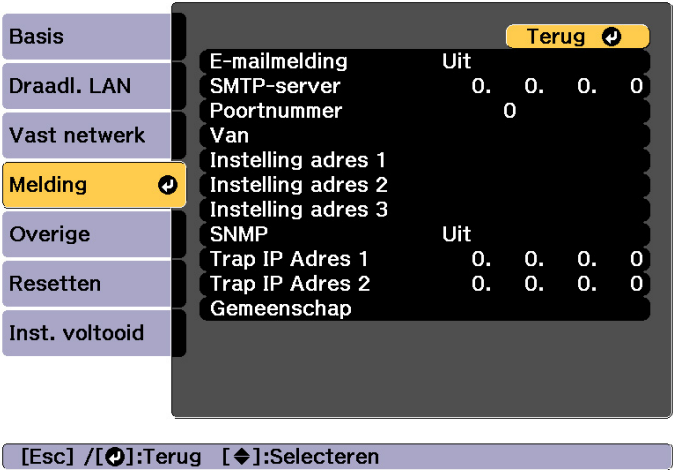 Basis
Draadl. LAN
Vast netwerk
Melding
Overige
Resetten
Inst. voltooid
Terug
E-mailmelding Uit
SMTP-server 0. 0. 0. 0
Poortnummer 0
Van
Instelling adres 1
Instelling adres 2
Instelling adres 3
SNMP Uit
Trap IP Adres 1 0. 0. 0. 0
Trap IP Adres 2 0. 0. 0. 0
Gemeenschap
[Esc] /[⏎]:Terug [◆]:Selecteren